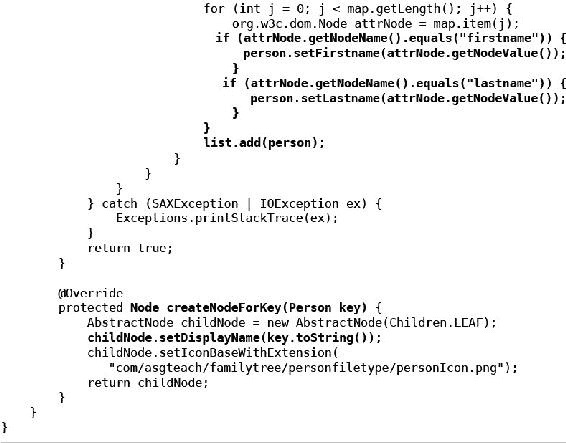 for (int j = 0; j < map.getLength(); j++) {
org.w3c.dom.Node attrNode = map.item(j);
if (attrNode.getNodeName().equals("firstname")) {
person.setFirstname(attrNode.getNodeValue());
}
if (attrNode.getNodeName().equals("lastname")) {
person.setLastname(attrNode.getNodeValue());
}
}
list.add(person);
}
}
}
} catch (SAXException | IOException ex) {
Exceptions.printStackTrace(ex);
}
return true;
}
@Override
protected Node createNodeForKey(Person key) {
AbstractNode childNode = new AbstractNode(Children.LEAF);
childNode.setDisplayName(key.toString());
childNode.setIconBaseWithExtension(
"com/asgteach/familytree/personfiletype/personIcon.png");
return childNode;
}
}
}